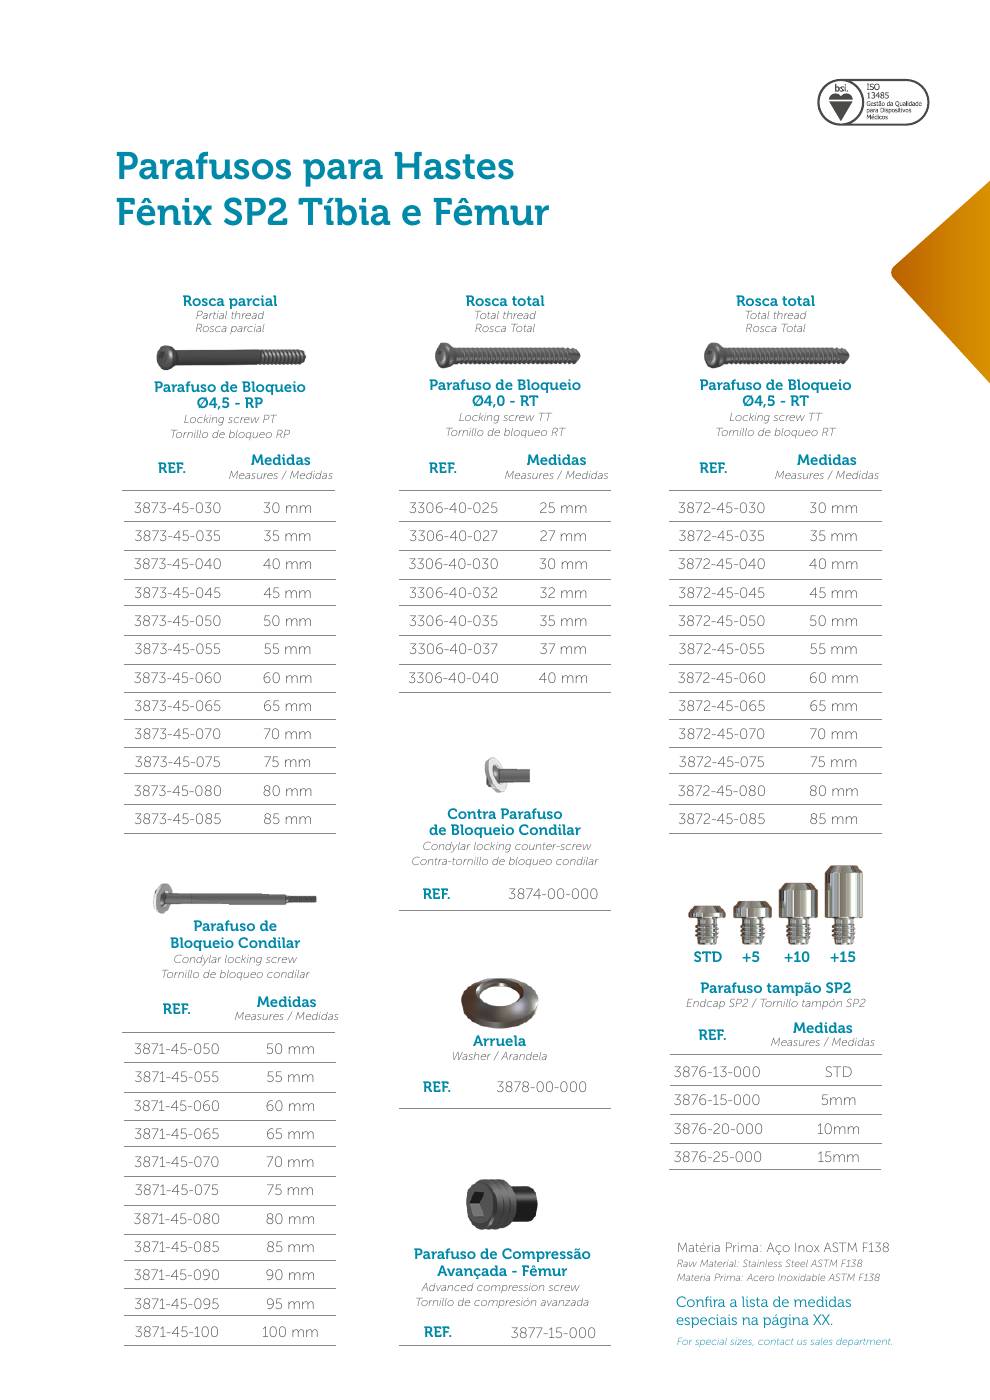 bsi.
ISO
13485
Gestão da Qualidade
para Dispositivos
Médicos
Parafusos para Hastes
Fênix SP2 Tíbia e Fêmur
Rosca parcial
Partial thread
Rosca parcial
Parafuso de Bloqueio
Ø4,5 - RP
Locking screw PT
Tornillo de bloqueo RP
REF. Medidas
Measures / Medidas
3873-45-030 30 mm
3873-45-035 35 mm
3873-45-040 40 mm
3873-45-045 45 mm
3873-45-050 50 mm
3873-45-055 55 mm
3873-45-060 60 mm
3873-45-065 65 mm
3873-45-070 70 mm
3873-45-075 75 mm
3873-45-080 80 mm
3873-45-085 85 mm
Parafuso de
Bloqueio Condilar
Condylar locking screw
Tornillo de bloqueo condilar
REF. Medidas
Measures / Medidas
3871-45-050 50 mm
3871-45-055 55 mm
3871-45-060 60 mm
3871-45-065 65 mm
3871-45-070 70 mm
3871-45-075 75 mm
3871-45-080 80 mm
3871-45-085 85 mm
3871-45-090 90 mm
3871-45-095 95 mm
3871-45-100 100 mm
Rosca total
Total thread
Rosca Total
Parafuso de Bloqueio
Ø4,0 - RT
Locking screw TT
Tornillo de bloqueo RT
REF. Medidas
Measures / Medidas
3306-40-025 25 mm
3306-40-027 27 mm
3306-40-030 30 mm
3306-40-032 32 mm
3306-40-035 35 mm
3306-40-037 37 mm
3306-40-040 40 mm
Contra Parafuso
de Bloqueio Condilar
Condylar locking counter-screw
Contra-tornillo de bloqueo condilar
REF. 3874-00-000
Arruela
Washer / Arandela
REF. 3878-00-000
Parafuso de Compressão
Avançada - Fêmur
Advanced compression screw
Tornillo de compresión avanzada
REF. 3877-15-000
Rosca total
Total thread
Rosca Total
Parafuso de Bloqueio
Ø4,5 - RT
Locking screw TT
Tornillo de bloqueo RT
REF. Medidas
Measures / Medidas
3872-45-030 30 mm
3872-45-035 35 mm
3872-45-040 40 mm
3872-45-045 45 mm
3872-45-050 50 mm
3872-45-055 55 mm
3872-45-060 60 mm
3872-45-065 65 mm
3872-45-070 70 mm
3872-45-075 75 mm
3872-45-080 80 mm
3872-45-085 85 mm
STD +5 +10 +15
Parafuso tampão SP2
Endcap SP2 / Tornillo tampón SP2
REF. Medidas
Measures / Medidas
3876-13-000 STD
3876-15-000 5mm
3876-20-000 10mm
3876-25-000 15mm
Matéria Prima: Aço Inox ASTM F138
Raw Material: Stainless Steel ASTM F138
Materia Prima: Acero Inoxidable ASTM F138
Confira a lista de medidas
especiais na página XX.
For special sizes, contact us sales department.